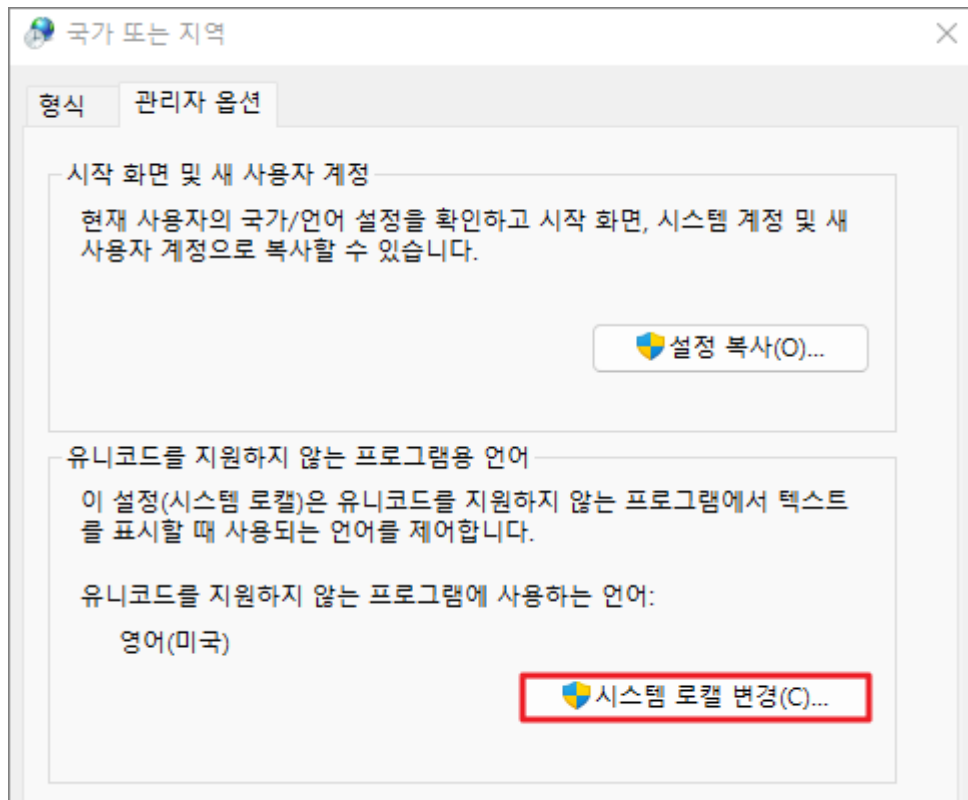 국가 또는 지역
형식
관리자 옵션
시작 화면 및 새 사용자 계정
현재 사용자의 국가/언어 설정을 확인하고 시작 화면, 시스템 계정 및 새
사용자 계정으로 복사할 수 있습니다.
설정 복사(O)...
유니코드를 지원하지 않는 프로그램용 언어
이 설정(시스템 로캘)은 유니코드를 지원하지 않는 프로그램에서 텍스트
를 표시할 때 사용되는 언어를 제어합니다.
유니코드를 지원하지 않는 프로그램에 사용하는 언어:
영어(미국)
시스템 로캘 변경(C)...